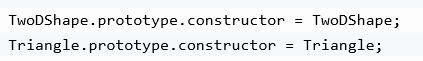 TwoDShape.prototype.constructor = TwoDShape;
Triangle.prototype.constructor = Triangle;